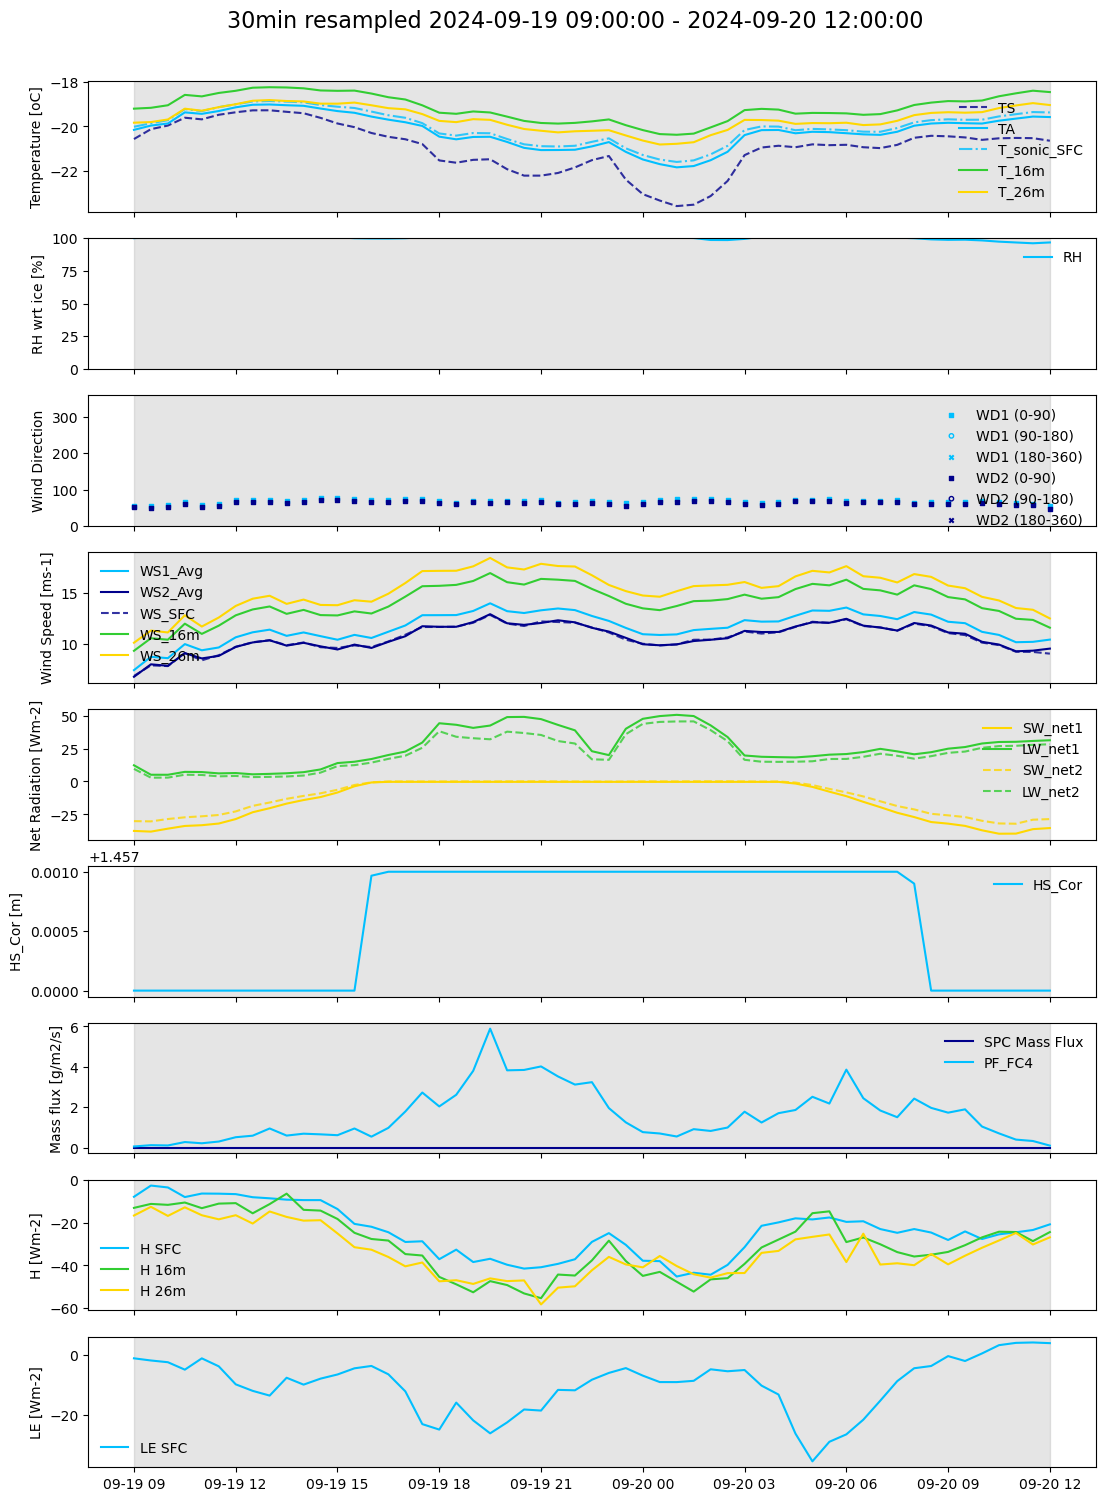 30min resampled 2024-09-19 09:00:00 - 2024-09-20 12:00:00
Temperature [oC]
−18
−20
−22
TS
TA
T_sonic_SFC
T_16m
T_26m
RH wrt ice [%]
100
75
50
25
0
RH
Wind Direction
300
200
100
0
WD1 (0-90)
WD1 (90-180)
WD1 (180-360)
WD2 (0-90)
WD2 (90-180)
WD2 (180-360)
Wind Speed [ms-1]
15
10
WS1_Avg
WS2_Avg
WS_SFC
WS_16m
WS_26m
Net Radiation [Wm-2]
50
25
0
−25
SW_net1
LW_net1
SW_net2
LW_net2
+1.457
HS_Cor [m]
0.0010
0.0005
0.0000
HS_Cor
Mass flux [g/m2/s]
6
4
2
0
SPC Mass Flux
PF_FC4
H [Wm-2]
0
−20
−40
−60
H SFC
H 16m
H 26m
LE [Wm-2]
0
−20
LE SFC
09-19 09 09-19 12 09-19 15 09-19 18 09-19 21 09-20 00 09-20 03 09-20 06 09-20 09 09-20 12